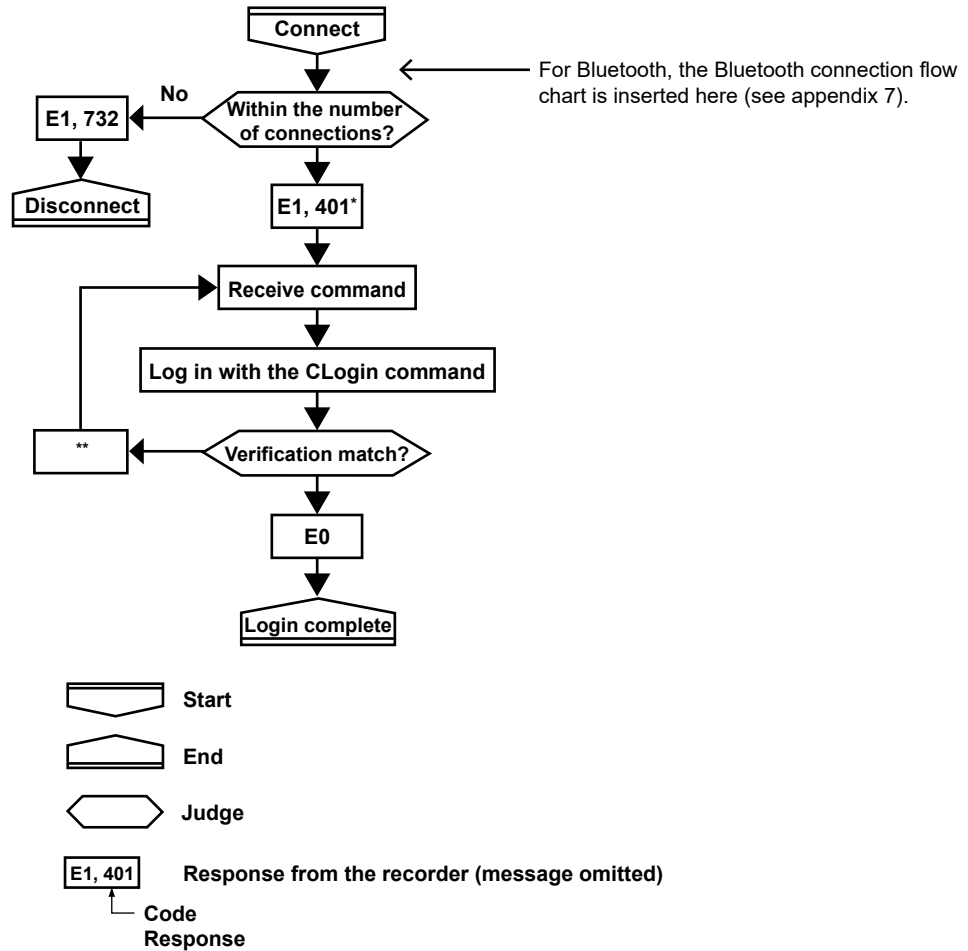 Connect
For Bluetooth, the Bluetooth connection flow
chart is inserted here (see appendix 7).
No
Within the number
of connections?
E1, 732
Disconnect
E1, 401*
Receive command
Log in with the CLogin command
**
Verification match?
E0
Login complete
Start
End
Judge
E1, 401
Response from the recorder (message omitted)
Code
Response